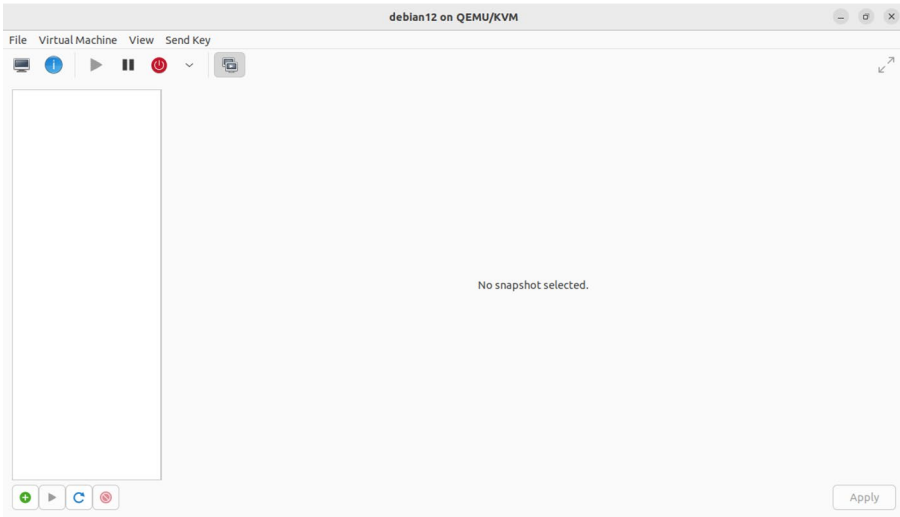 debian12 on QEMU/KVM
File Virtual Machine View Send Key
No snapshot selected.
Apply